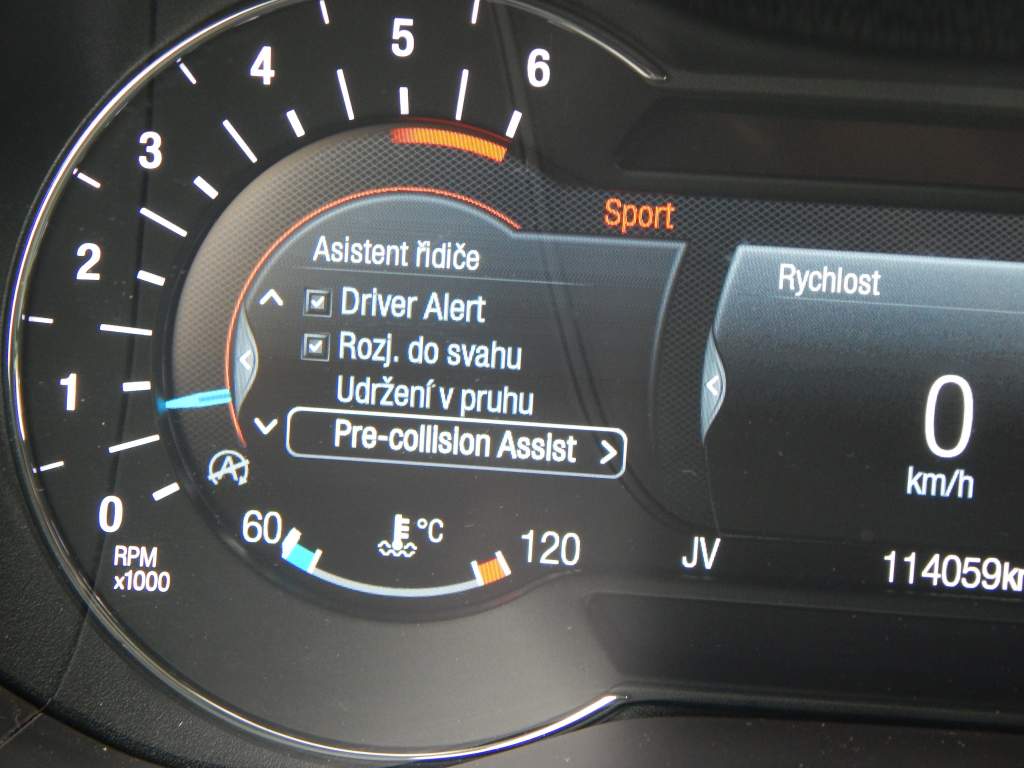 5
4
6
3
Sport
Asistent řidiče
Rychlost
2
Driver Alert
Rozj. do svahu
1
Udržení v pruhu
0
km/h
Pre-collision Assist
A
0
60
°C
120
JV
114059km
RPM
x1000